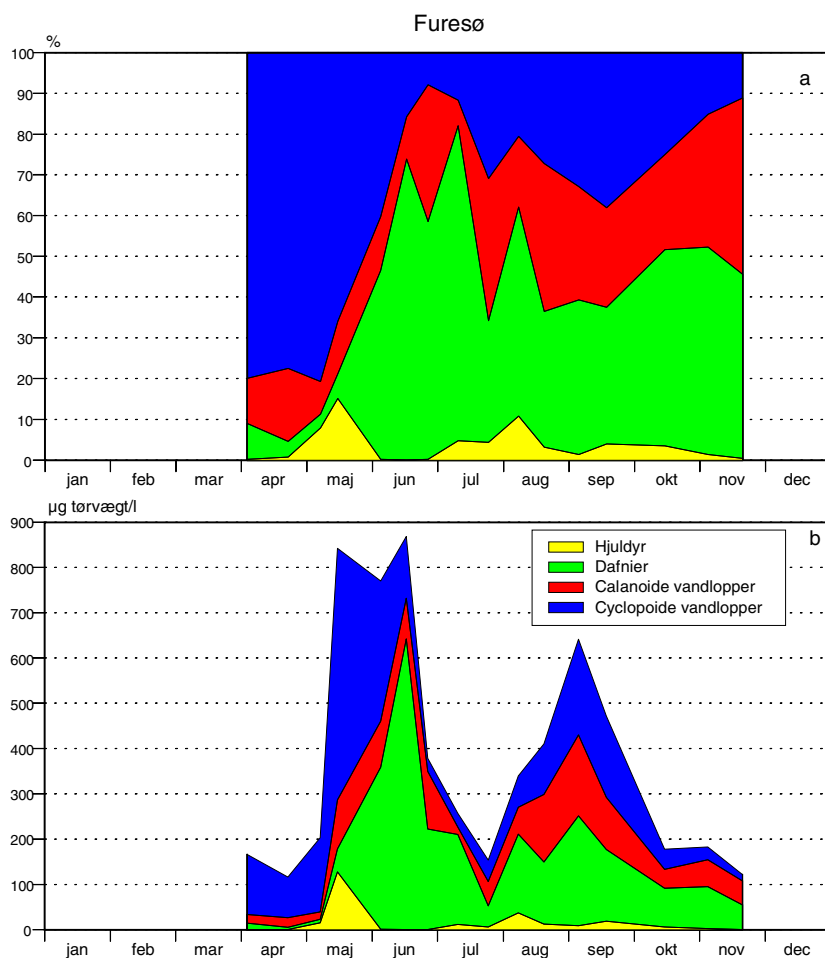 Furesø
%
a
100
90
80
70
60
50
40
30
20
10
0
jan feb mar apr maj jun jul aug sep okt nov dec
µg tørvægt/l
b
900
800
700
600
500
400
300
200
100
0
Hjuldyr
Dafnier
Calanoide vandlopper
Cyclopoide vandlopper
jan feb mar apr maj jun jul aug sep okt nov dec